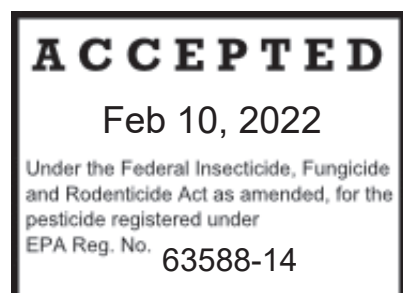 ACCEPTED
Feb 10, 2022
Under the Federal Insecticide, Fungicide
and Rodenticide Act as amended, for the
pesticide registered under
EPA Reg. No. 63588-14